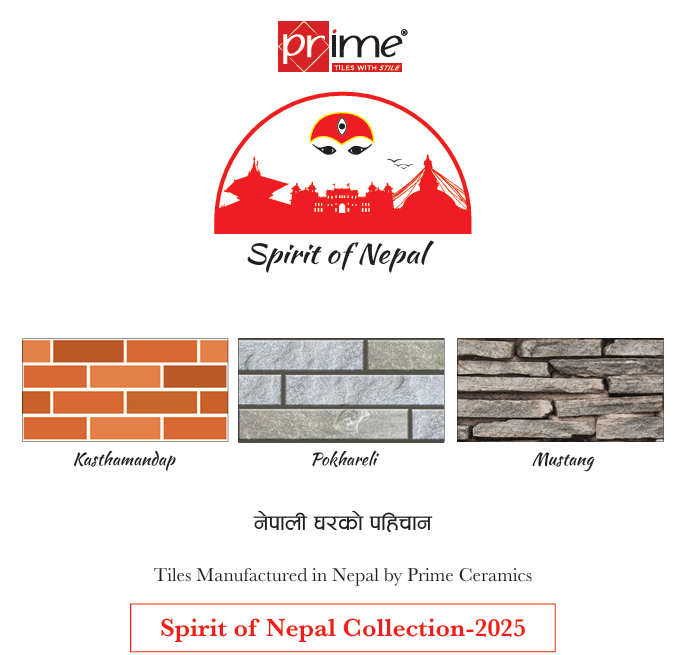 prime®
TILES WITH STILE
Spirit of Nepal
Kasthamandap
Pokhareli
Mustang
नेपाली घरको पहिचान
Tiles Manufactured in Nepal by Prime Ceramics
Spirit of Nepal Collection-2025